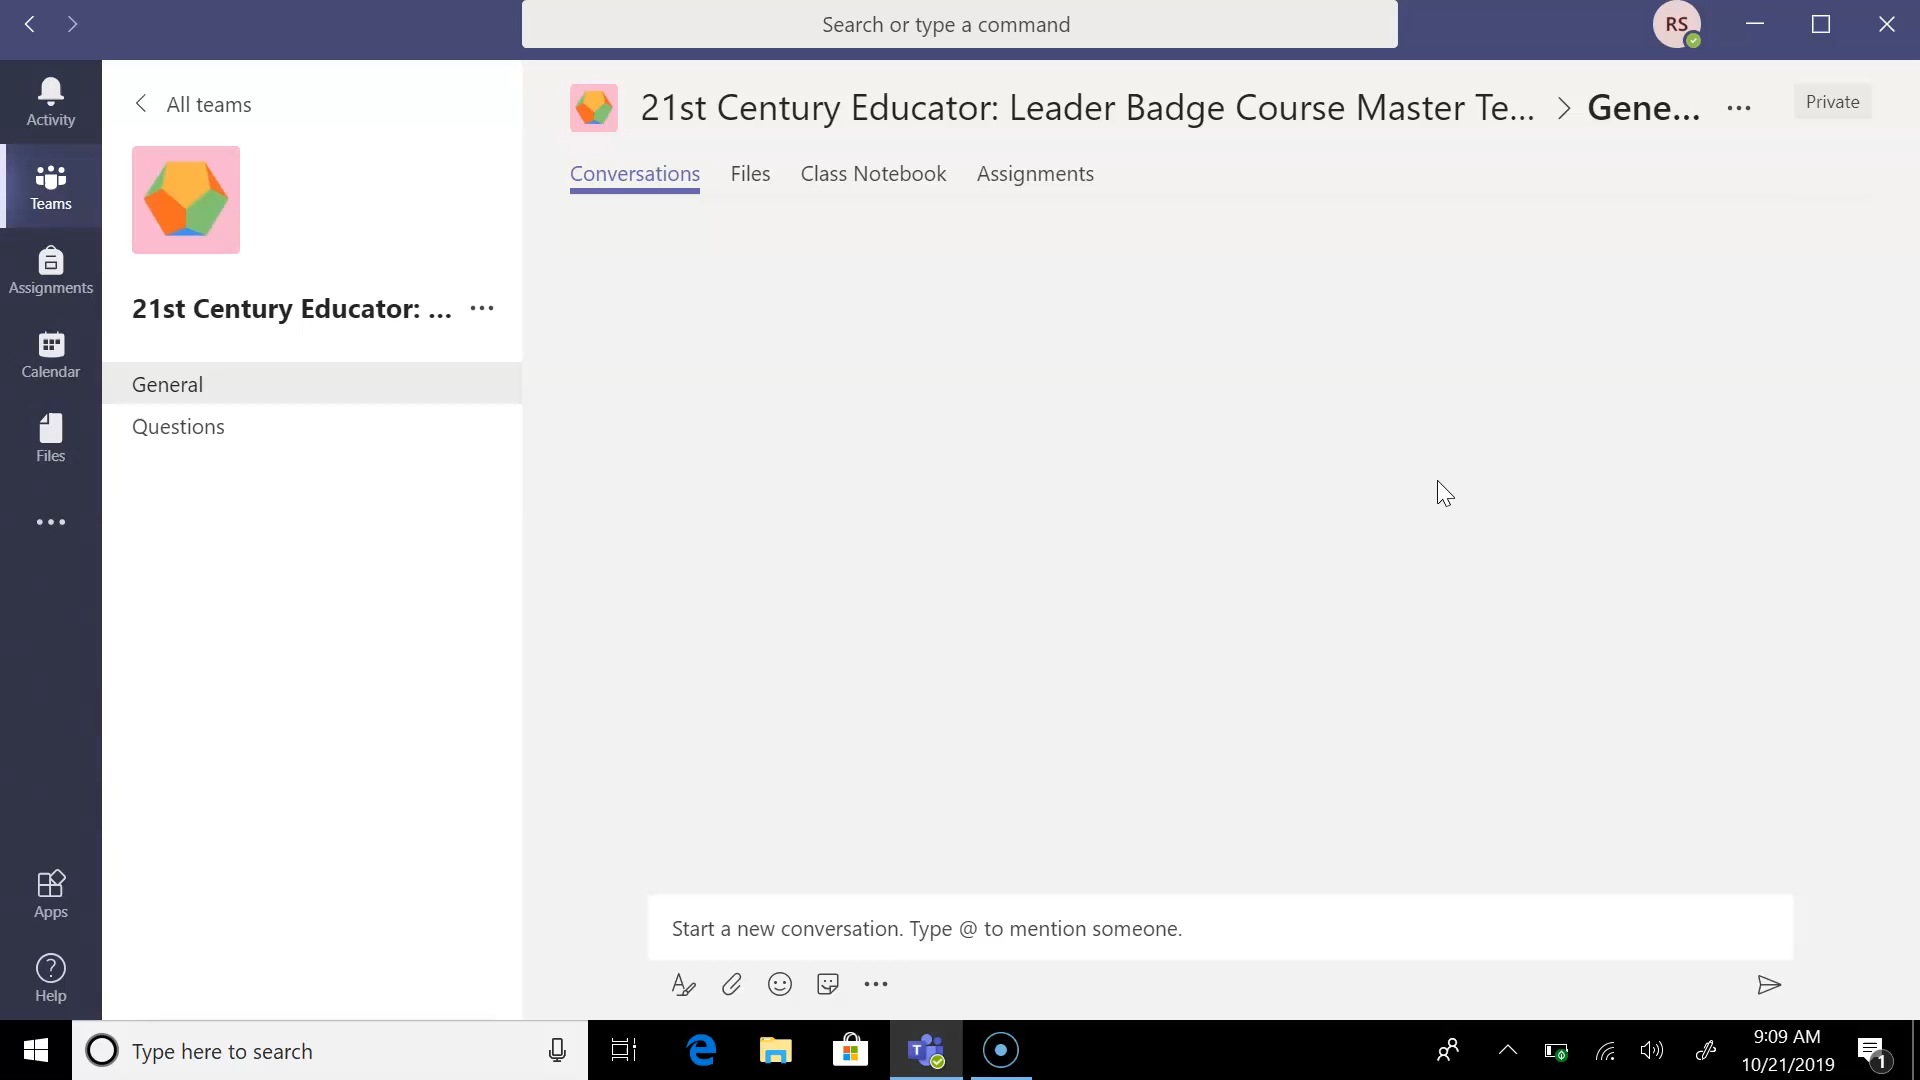 Search or type a command
RS
Activity
Teams
Assignments
Calendar
Files
Apps
Help
All teams
21st Century Educator: ...
General
Questions
21st Century Educator: Leader Badge Course Master Te... > Gene... ...
Private
Conversations Files Class Notebook Assignments
Start a new conversation. Type @ to mention someone.
Type here to search
T
9:09 AM
10/21/2019
1